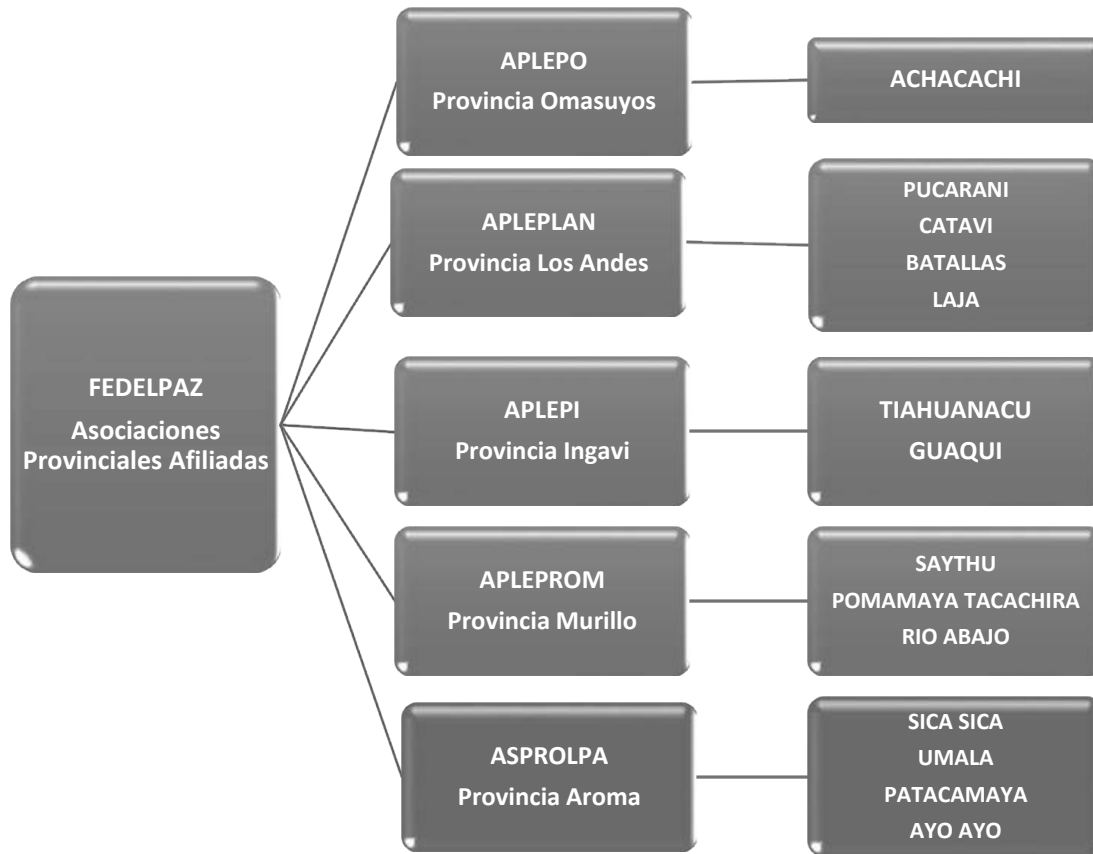 FEDELPAZ
Asociaciones
Provinciales Afiliadas
APLEPO
Provincia Omasuyos
ACHACACHI
APLEPLAN
Provincia Los Andes
PUCARANI
CATAVI
BATALLAS
LAJA
APLEPI
Provincia Ingavi
TIAHUANACU
GUAQUI
APLEPROM
Provincia Murillo
SAYTHU
POMAMAYA TACACHIRA
RIO ABAJO
ASPROLPA
Provincia Aroma
SICA SICA
UMALA
PATACAMAYA
AYO AYO